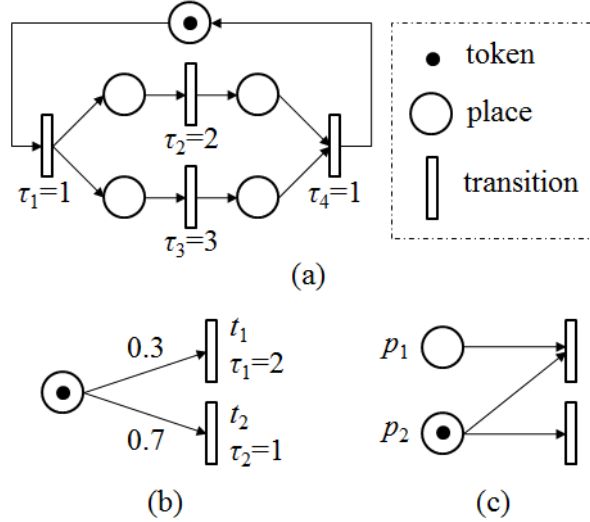 token
place
transition
τ₁=1
τ₂=2
τ₃=3
τ₄=1
(a)
0.3
0.7
t₁
τ₁=2
t₂
τ₂=1
(b)
p₁
p₂
(c)